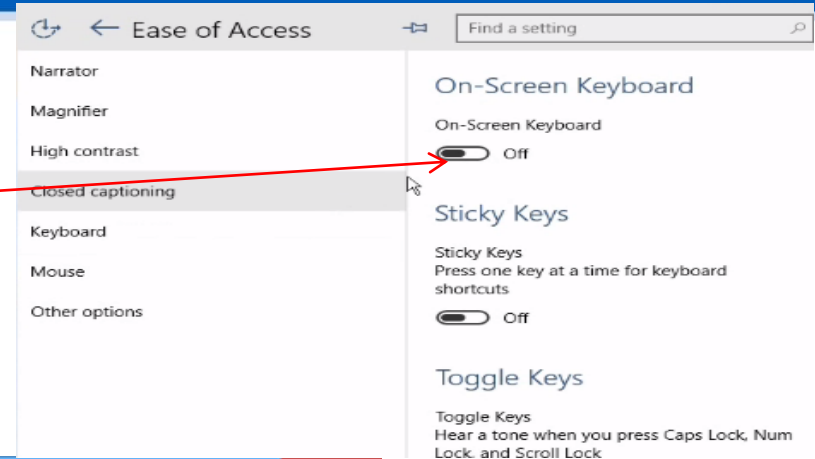 Ease of Access
Find a setting
Narrator
Magnifier
High contrast
Closed captioning
Keyboard
Mouse
Other options
On-Screen Keyboard
On-Screen Keyboard
Off
Sticky Keys
Sticky Keys
Press one key at a time for keyboard
shortcuts
Off
Toggle Keys
Toggle Keys
Hear a tone when you press Caps Lock, Num
Lock, and Scroll Lock